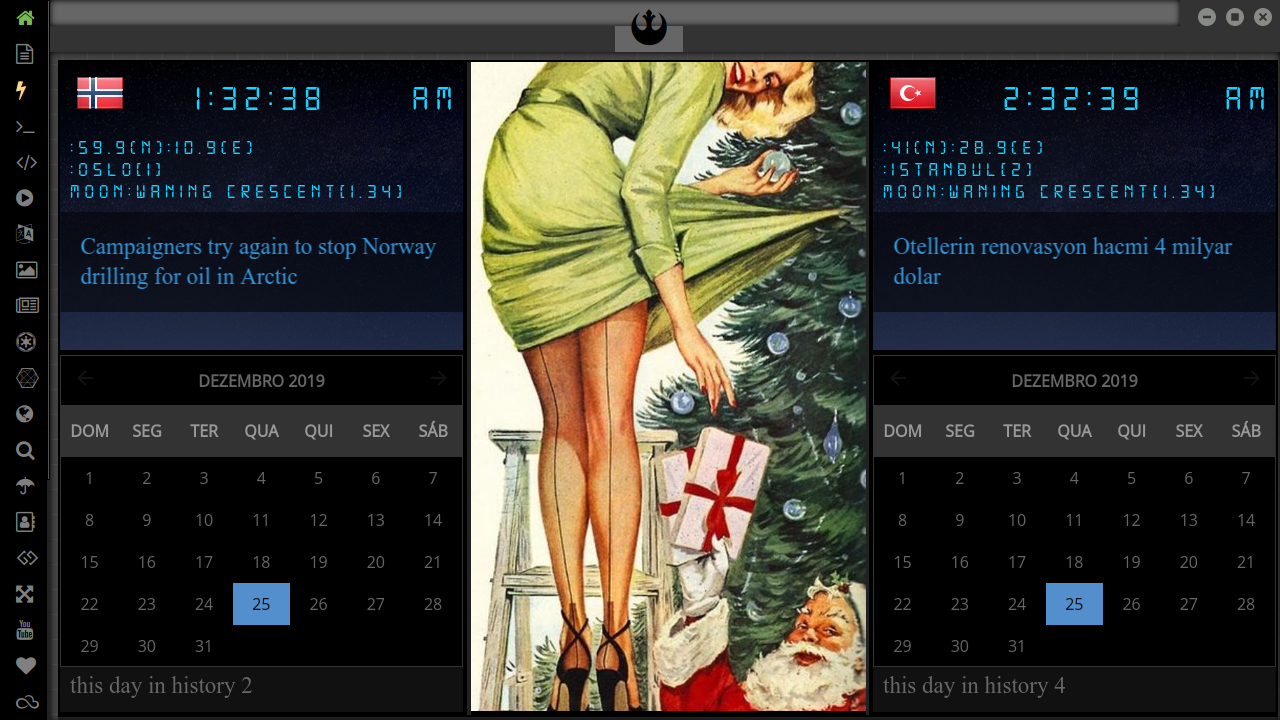 1:32:38 AM
:59.9(N):10.9(E)
:OSLO(1)
MOON:WANING CRESCENT(1.34)
Campaigners try again to stop Norway
drilling for oil in Arctic
DEZEMBRO 2019
DOM SEG TER QUA QUI SEX SÁB
1 2 3 4 5 6 7
8 9 10 11 12 13 14
15 16 17 18 19 20 21
22 23 24 25 26 27 28
29 30 31
this day in history 2
2:32:39 AM
:41(N):28.9(E)
:ISTANBUL(2)
MOON:WANING CRESCENT(1.34)
Otellerin renovasyon hacmi 4 milyar
dolar
DEZEMBRO 2019
DOM SEG TER QUA QUI SEX SÁB
1 2 3 4 5 6 7
8 9 10 11 12 13 14
15 16 17 18 19 20 21
22 23 24 25 26 27 28
29 30 31
this day in history 4
You
Tube